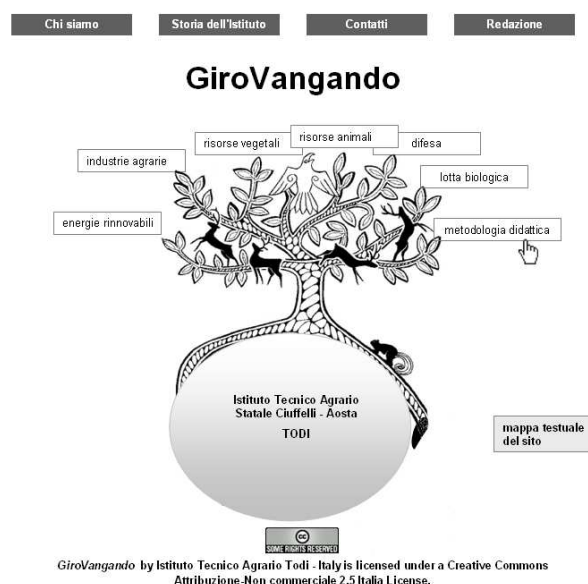 Chi siamo
Storia dell'Istituto
Contatti
Redazione
GiroVangando
risorse animali
risorse vegetali
difesa
industrie agrarie
lotta biologica
energie rinnovabili
metodologia didattica
Istituto Tecnico Agrario
Statale Ciuffelli - Aosta
TODI
mappa testuale
del sito
cc
SOME RIGHTS RESERVED
GiroVangando by Istituto Tecnico Agrario Todi - Italy is licensed under a Creative Commons
Attribuzione-Non commerciale 2.5 Italia License.